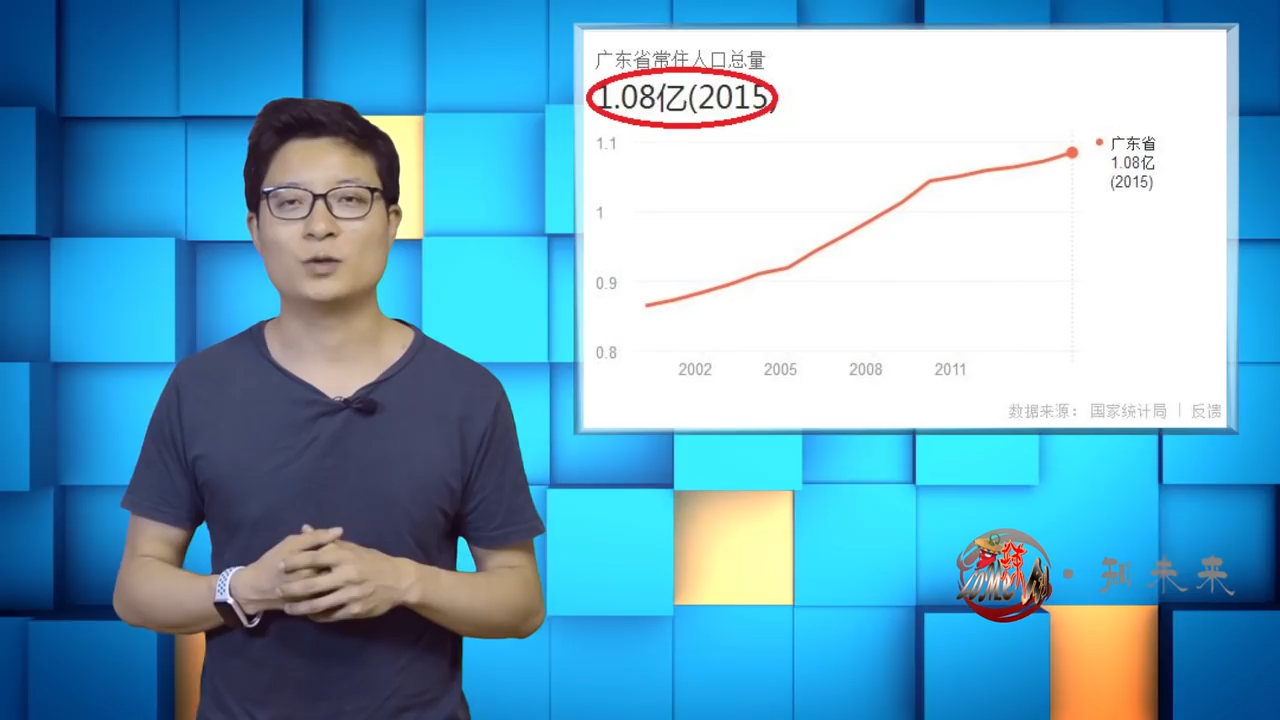 广东省常住人口总量
1.08亿(2015)
1.1
1
0.9
0.8
2002
2005
2008
2011
广东省
1.08亿
(2015)
数据来源： 国家统计局 | 反馈
·知未来